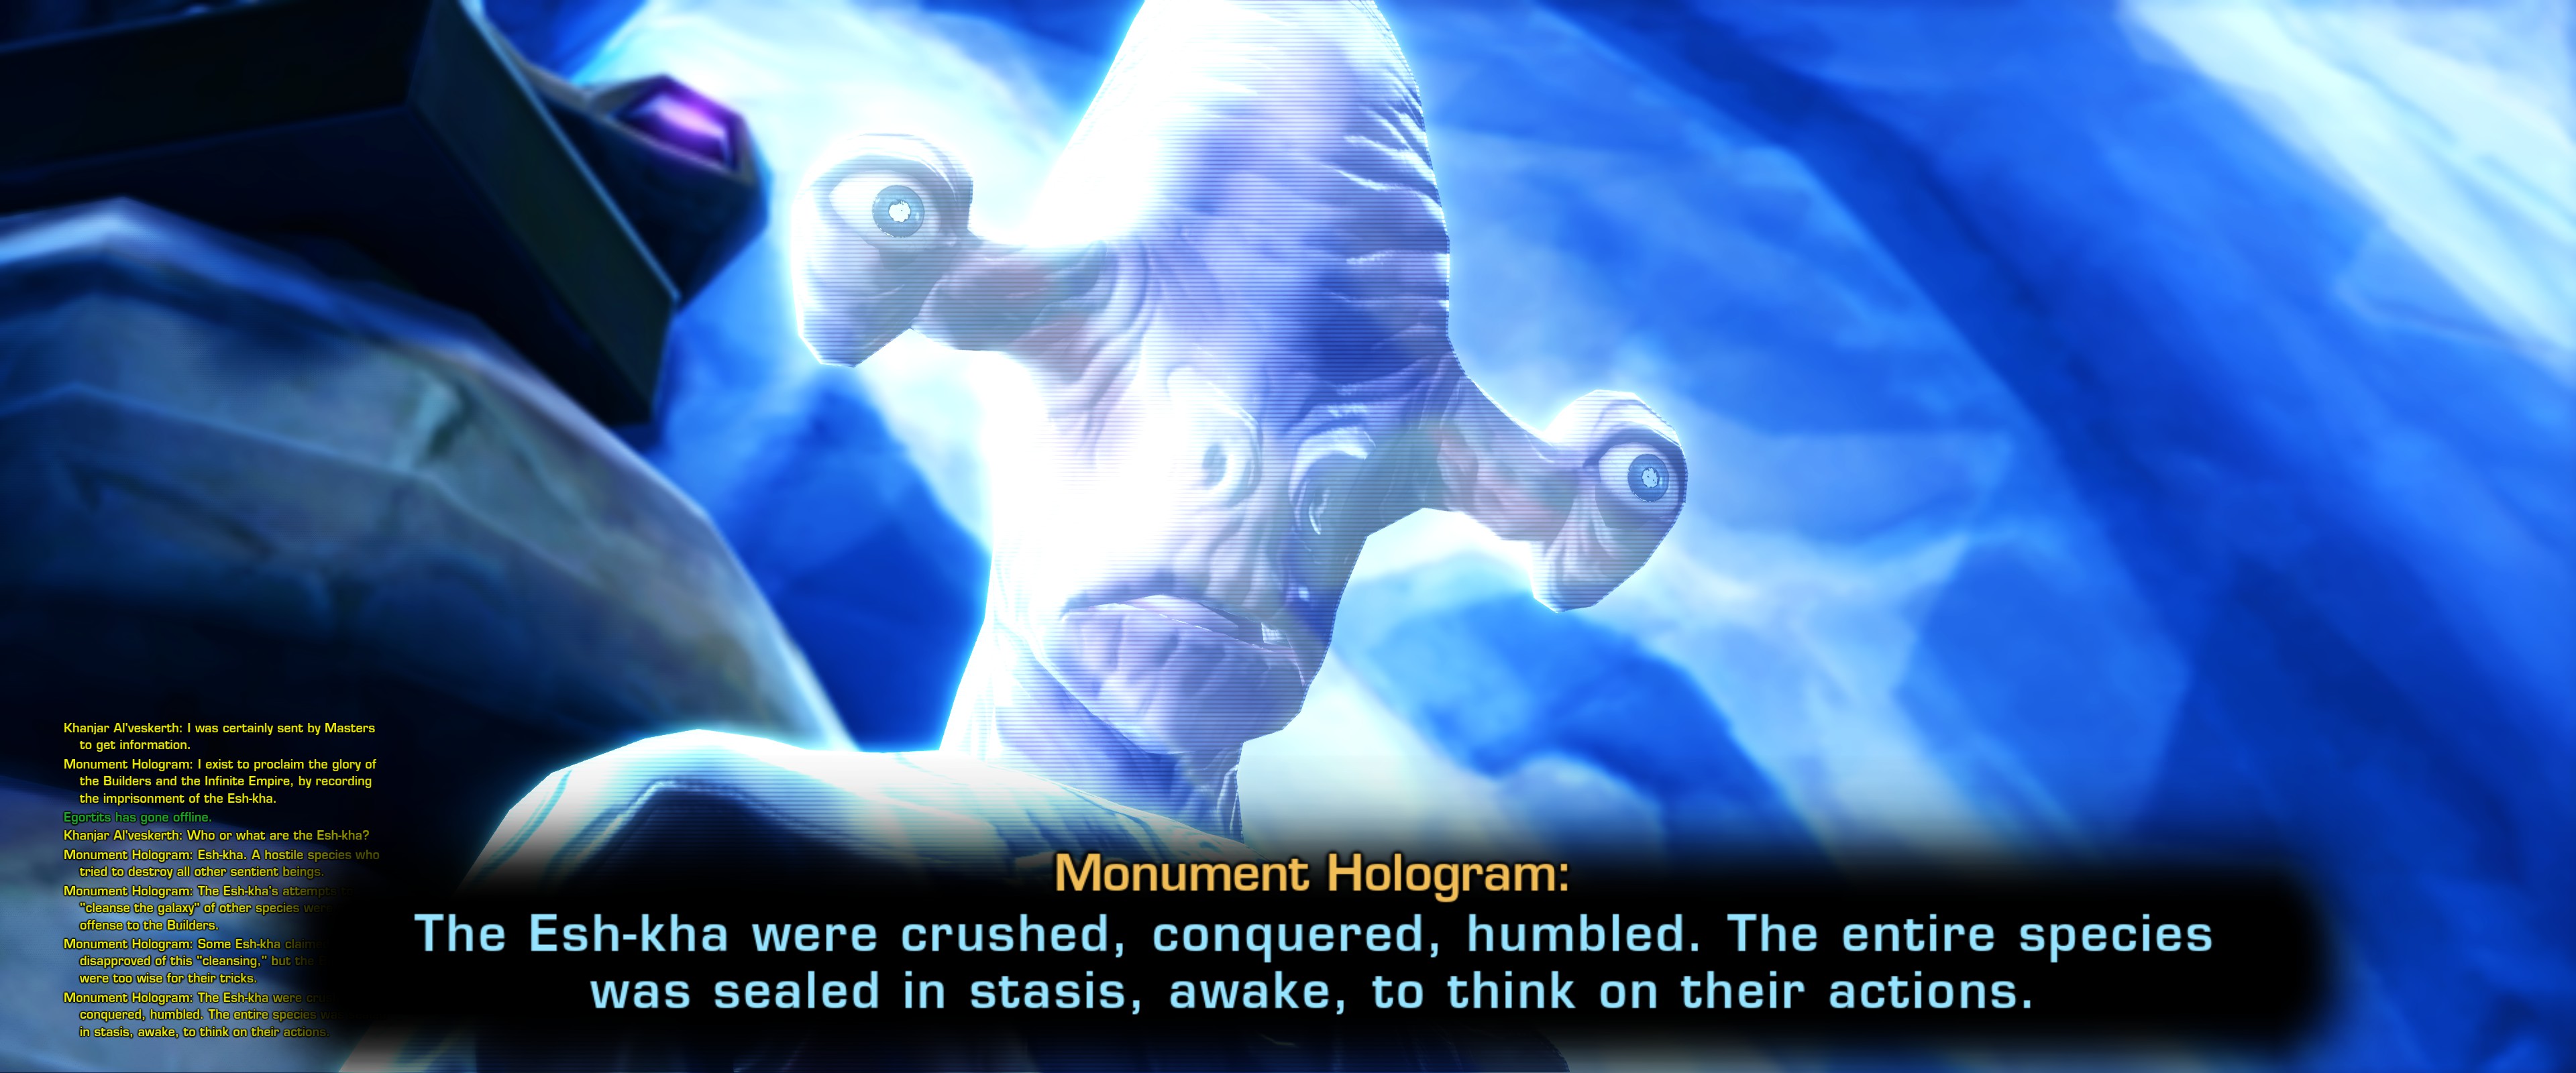 Khanjar Al'veskerth: I was certainly sent by Masters
to get information.
Monument Hologram: I exist to proclaim the glory of
the Builders and the Infinite Empire, by recording
the imprisonment of the Esh-kha.
Egortits has gone offline.
Khanjar Al'veskerth: Who or what are the Esh-kha?
Monument Hologram: Esh-kha. A hostile species who
tried to destroy all other sentient beings.
Monument Hologram: The Esh-kha's attempts to
"cleanse the galaxy" of other species were
offense to the Builders.
Monument Hologram: Some Esh-kha claim
disapproved of this "cleansing," but the
were too wise for their tricks.
Monument Hologram: The Esh-kha were
conquered, humbled. The entire species
in stasis, awake, to think on their actions.
Monument Hologram:
The Esh-kha were crushed, conquered, humbled. The entire species
was sealed in stasis, awake, to think on their actions.